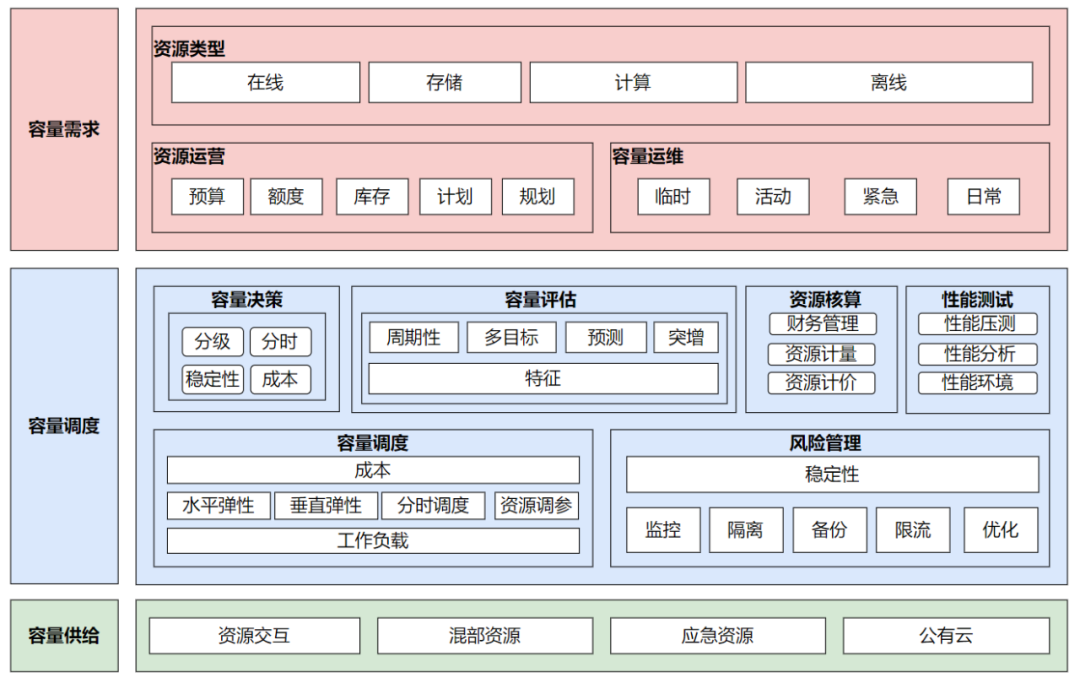 容量需求
资源类型
在线 存储 计算 离线
资源运营
预算 额度 库存 计划 规划
容量运维
临时 活动 紧急 日常
容量调度
容量决策
分级 分时
稳定性 成本
容量评估
周期性 多目标 预测 突增
特征
资源核算
财务管理
资源计量
资源计价
性能测试
性能压测
性能分析
性能环境
容量调度
成本
水平弹性 垂直弹性 分时调度 资源调参
工作负载
风险管理
稳定性
监控 隔离 备份 限流 优化
容量供给
资源交互 混部资源 应急资源 公有云